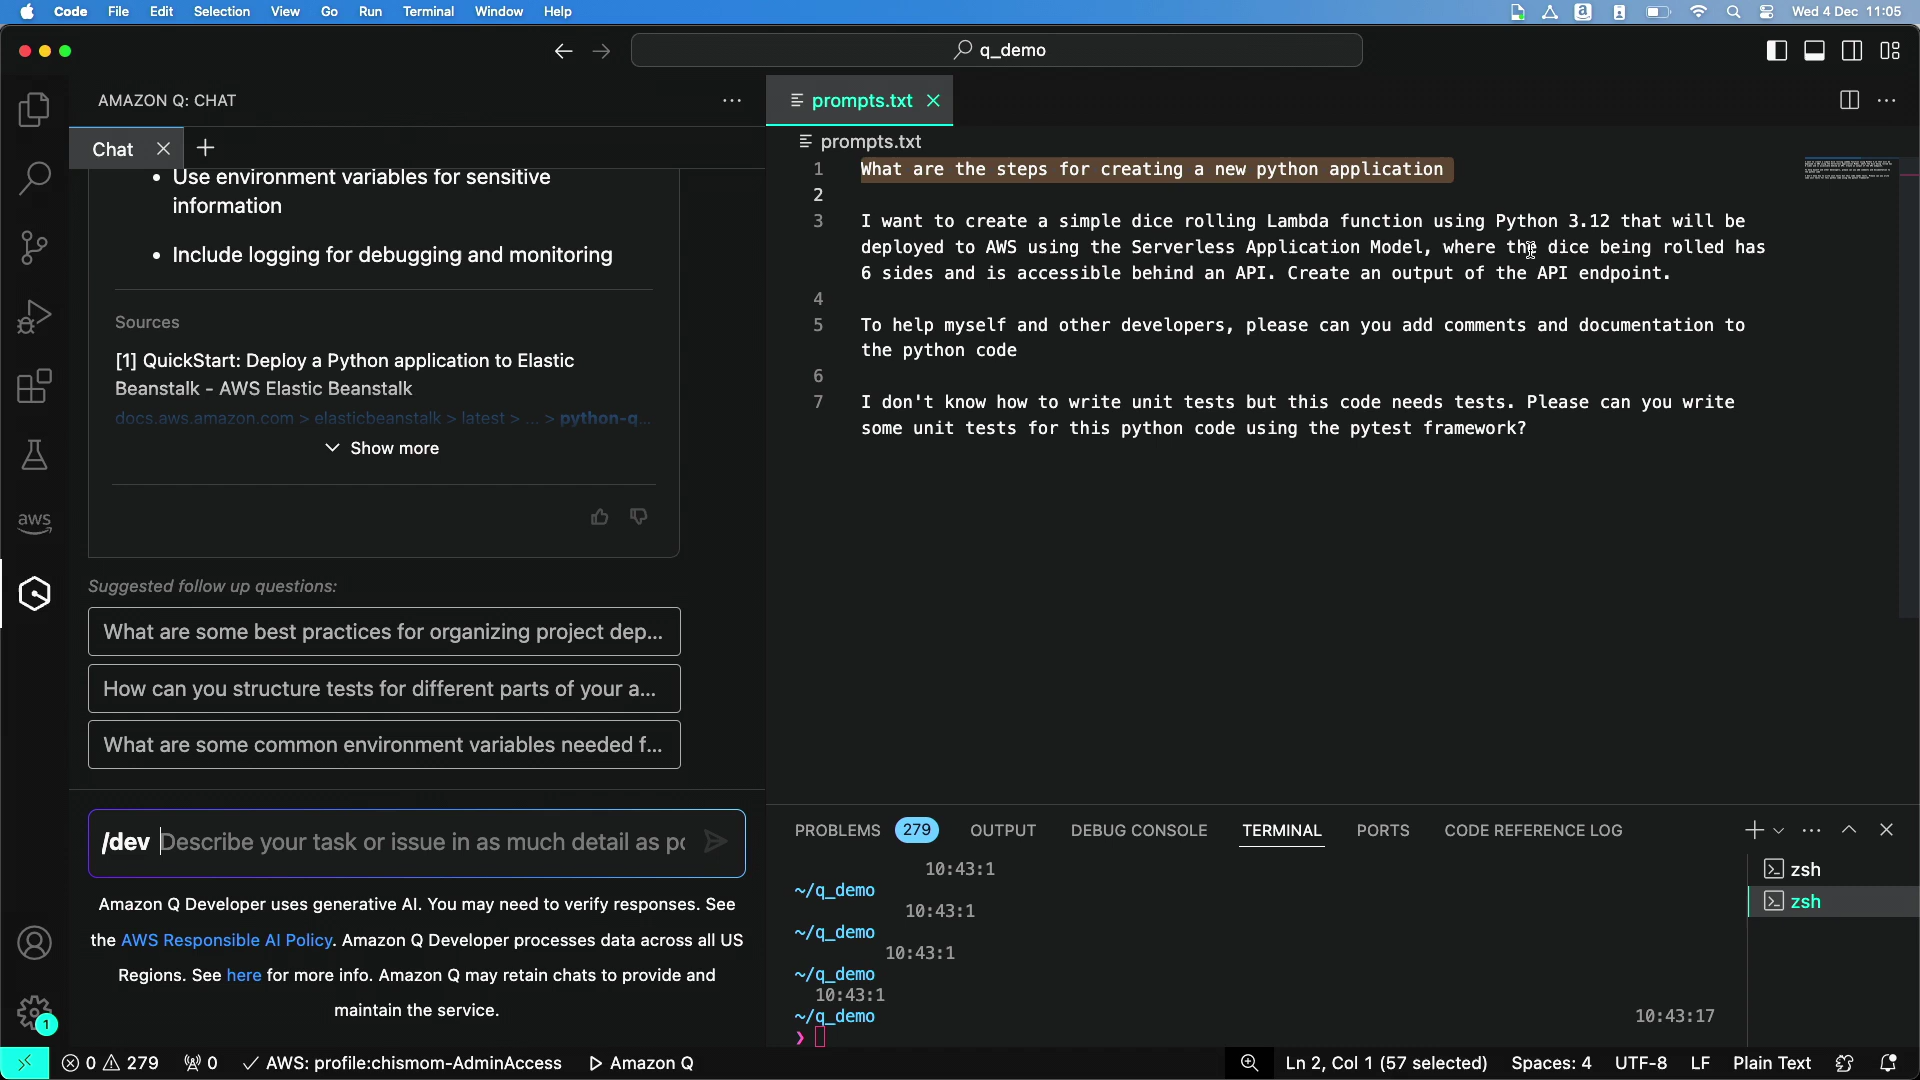 Code File Edit Selection View Go Run Terminal Window Help
Wed 4 Dec 11:05
q_demo
AMAZON Q: CHAT
Chat
Use environment variables for sensitive
information
Include logging for debugging and monitoring
Sources
[1] QuickStart: Deploy a Python application to Elastic
Beanstalk - AWS Elastic Beanstalk
docs.aws.amazon.com > elasticbeanstalk > latest > ... > python-q...
Show more
Suggested follow up questions:
What are some best practices for organizing project dep...
How can you structure tests for different parts of your a...
What are some common environment variables needed f...
/dev Describe your task or issue in as much detail as po
Amazon Q Developer uses generative AI. You may need to verify responses. See
the AWS Responsible AI Policy. Amazon Q Developer processes data across all US
Regions. See here for more info. Amazon Q may retain chats to provide and
maintain the service.
aws
1
prompts.txt
prompts.txt
1 What are the steps for creating a new python application
2
3 I want to create a simple dice rolling Lambda function using Python 3.12 that will be
deployed to AWS using the Serverless Application Model, where the dice being rolled has
6 sides and is accessible behind an API. Create an output of the API endpoint.
4
5 To help myself and other developers, please can you add comments and documentation to
the python code
6
7 I don't know how to write unit tests but this code needs tests. Please can you write
some unit tests for this python code using the pytest framework?
PROBLEMS 279 OUTPUT DEBUG CONSOLE TERMINAL PORTS CODE REFERENCE LOG
10:43:1
~/q_demo
10:43:1
~/q_demo
10:43:1
~/q_demo
10:43:1
~/q_demo 10:43:17
❯
zsh
zsh
0 279 0 AWS: profile:chismom-AdminAccess Amazon Q
Ln 2, Col 1 (57 selected) Spaces: 4 UTF-8 LF Plain Text